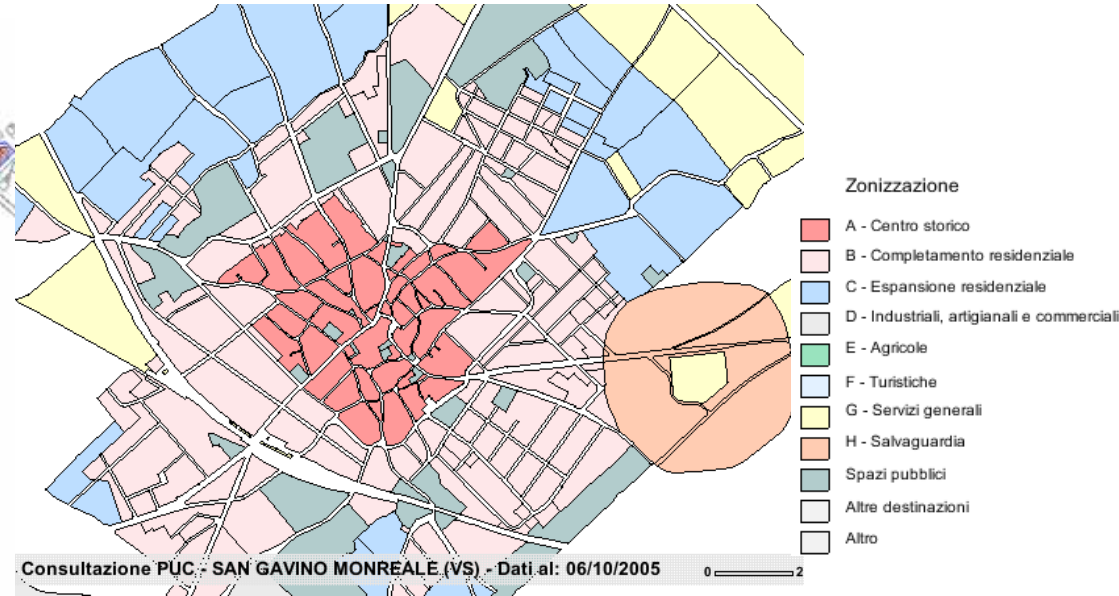 Zonizzazione
A - Centro storico
B - Completamento residenziale
C - Espansione residenziale
D - Industriali, artigianali e commerciali
E - Agricole
F - Turistiche
G - Servizi generali
H - Salvaguardia
Spazi pubblici
Altre destinazioni
Altro
Consultazione PUC - SAN GAVINO MONREALE (VS) - Dati al: 06/10/2005
0 2